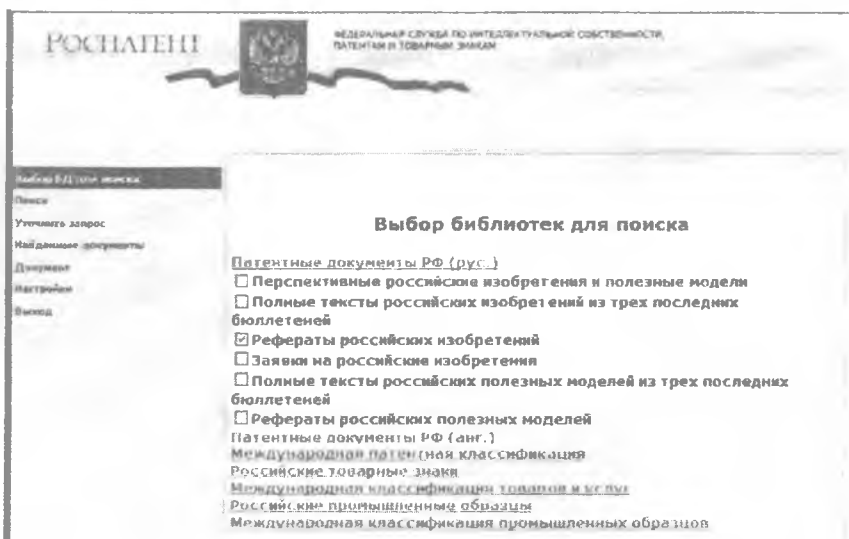 РОСПАТЕНТ
ФЕДЕРАЛЬНАЯ СЛУЖБА ПО ИНТЕЛЛЕКТУАЛЬНОЙ СОБСТВЕННОСТИ,
ПАТЕНТАМ И ТОВАРНЫМ ЗНАКАМ
Выбор БД для поиска
Поиск
Уточнить запрос
Найденные документы
Документ
Настройки
Выход
Выбор библиотек для поиска
Патентные документы РФ (рус.)
Перспективные российские изобретения и полезные модели
Полные тексты российских изобретений из трех последних
бюллетеней
Рефераты российских изобретений
Заявки на российские изобретения
Полные тексты российских полезных моделей из трех последних
бюллетеней
Рефераты российских полезных моделей
Патентные документы РФ (анг.)
Международная патентная классификация
Российские товарные знаки
Международная классификация товаров и услуг
Российские промышленные образцы
Международная классификация промышленных образцов